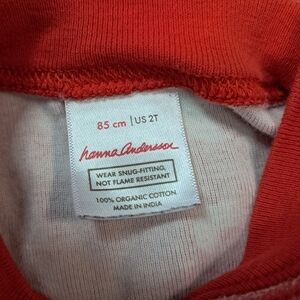 85 cm | US 2T
hanna andersson
WEAR SNUG-FITTING,
NOT FLAME RESISTANT
100% ORGANIC COTTON
MADE IN INDIA